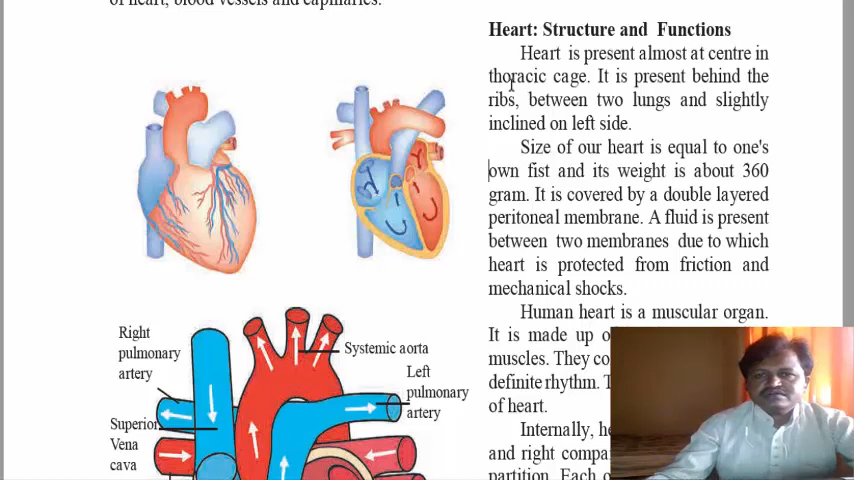 of heart, blood vessels and capillaries.
Heart: Structure and Functions
Heart is present almost at centre in
thoracic cage. It is present behind the
ribs, between two lungs and slightly
inclined on left side.
Size of our heart is equal to one's
own fist and its weight is about 360
gram. It is covered by a double layered
peritoneal membrane. A fluid is present
between two membranes due to which
heart is protected from friction and
mechanical shocks.
Human heart is a muscular organ.
It is made up
muscles. They
definite rhythm.
of heart.
Internally,
and right
partition. Each
Right
pulmonary
artery
Systemic aorta
Left
pulmonary
artery
Superior
Vena
cava